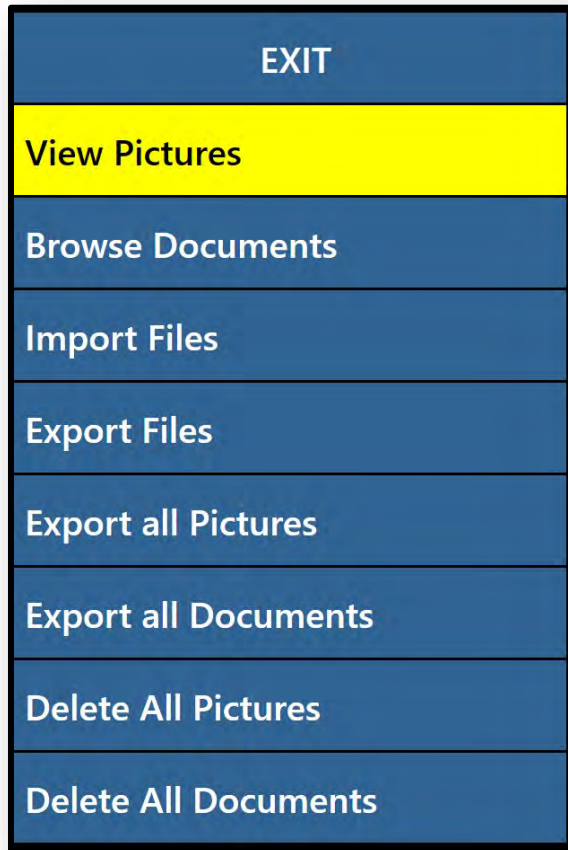 EXIT
View Pictures
Browse Documents
Import Files
Export Files
Export all Pictures
Export all Documents
Delete All Pictures
Delete All Documents